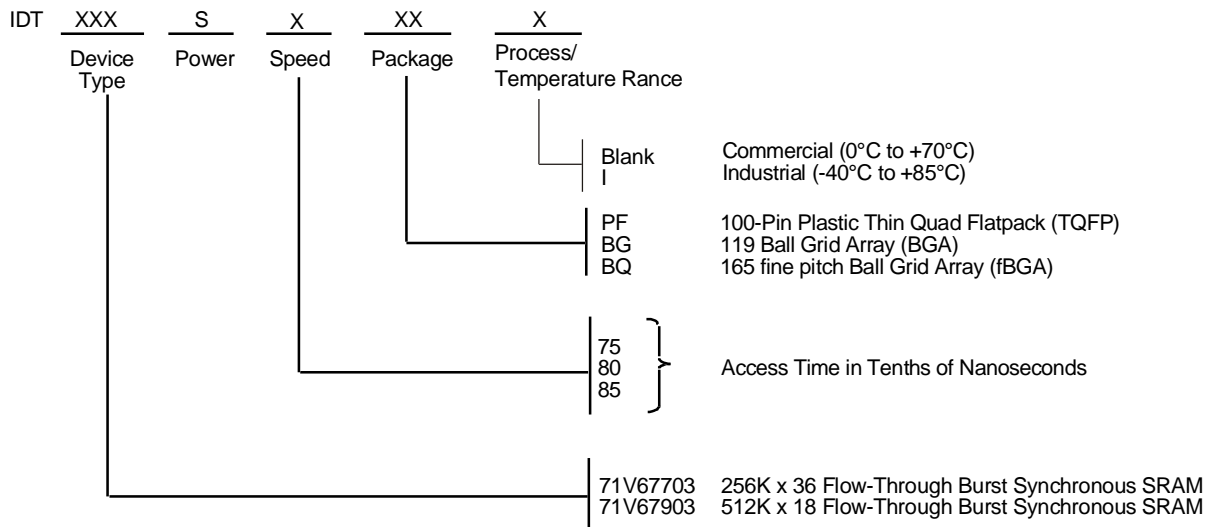 IDT XXX S X XX X
Device Type Power Speed Package Process/ Temperature Rance
Blank Commercial (0°C to +70°C)
I Industrial (-40°C to +85°C)
PF 100-Pin Plastic Thin Quad Flatpack (TQFP)
BG 119 Ball Grid Array (BGA)
BQ 165 fine pitch Ball Grid Array (fBGA)
75
80 Access Time in Tenths of Nanoseconds
85
71V67703 256K x 36 Flow-Through Burst Synchronous SRAM
71V67903 512K x 18 Flow-Through Burst Synchronous SRAM